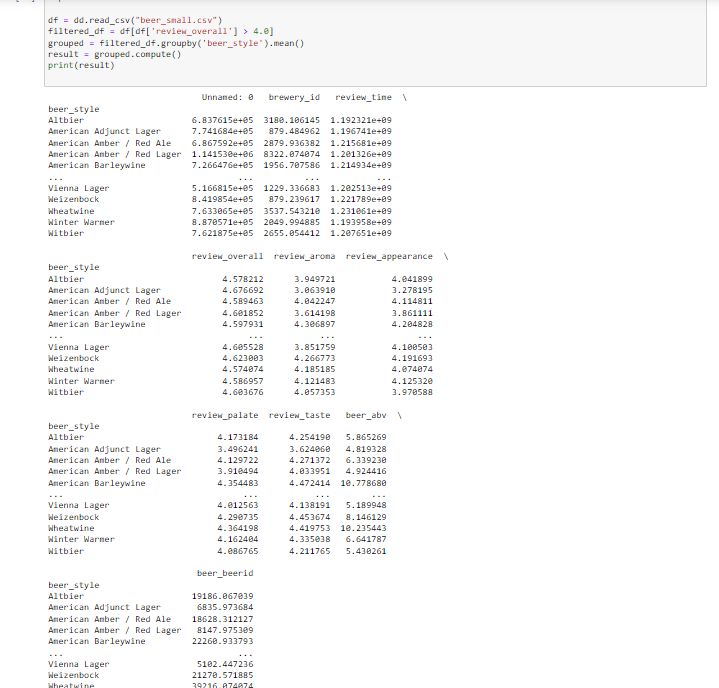 df = dd.read_csv("beer_small.csv")
filtered_df = df[df['review_overall'] > 4.0]
grouped = filtered_df.groupby('beer_style').mean()
result = grouped.compute()
print(result)
Unnamed: 0 brewery_id review_time \
beer_style
Altbier 6.837615e+05 3180.106145 1.192321e+09
American Adjunct Lager 7.741684e+05 879.484962 1.196741e+09
American Amber / Red Ale 6.867592e+05 2879.936382 1.215681e+09
American Amber / Red Lager 1.141530e+06 8322.074074 1.201326e+09
American Barleywine 7.266476e+05 1956.707586 1.214934e+09
... ... ... ...
Vienna Lager 5.166815e+05 1229.336683 1.202513e+09
Weizenbock 8.419854e+05 879.239617 1.221789e+09
Wheatwine 7.633065e+05 3537.543210 1.231061e+09
Winter Warmer 8.870571e+05 2049.994885 1.193958e+09
Witbier 7.621875e+05 2655.054412 1.207651e+09
review_overall review_aroma review_appearance \
beer_style
Altbier 4.578212 3.949721 4.041899
American Adjunct Lager 4.676692 3.063910 3.278195
American Amber / Red Ale 4.589463 4.042247 4.114811
American Amber / Red Lager 4.601852 3.614198 3.861111
American Barleywine 4.597931 4.306897 4.204828
... ... ... ...
Vienna Lager 4.605528 3.851759 4.100503
Weizenbock 4.623003 4.266773 4.191693
Wheatwine 4.574074 4.185185 4.074074
Winter Warmer 4.586957 4.121483 4.125320
Witbier 4.603676 4.057353 3.970588
review_palate review_taste beer_abv \
beer_style
Altbier 4.173184 4.254190 5.865269
American Adjunct Lager 3.496241 3.624060 4.819328
American Amber / Red Ale 4.129722 4.271372 6.339230
American Amber / Red Lager 3.910494 4.033951 4.924416
American Barleywine 4.354483 4.472414 10.778680
... ... ... ...
Vienna Lager 4.012563 4.138191 5.189948
Weizenbock 4.290735 4.453674 8.146129
Wheatwine 4.364198 4.419753 10.235443
Winter Warmer 4.162404 4.335038 6.641787
Witbier 4.086765 4.211765 5.430261
beer_beerid
beer_style
Altbier 19186.067039
American Adjunct Lager 6835.973684
American Amber / Red Ale 18628.312127
American Amber / Red Lager 8147.975309
American Barleywine 22260.933793
... ...
Vienna Lager 5102.447236
Weizenbock 21270.571885
Wheatwine 39216.074074